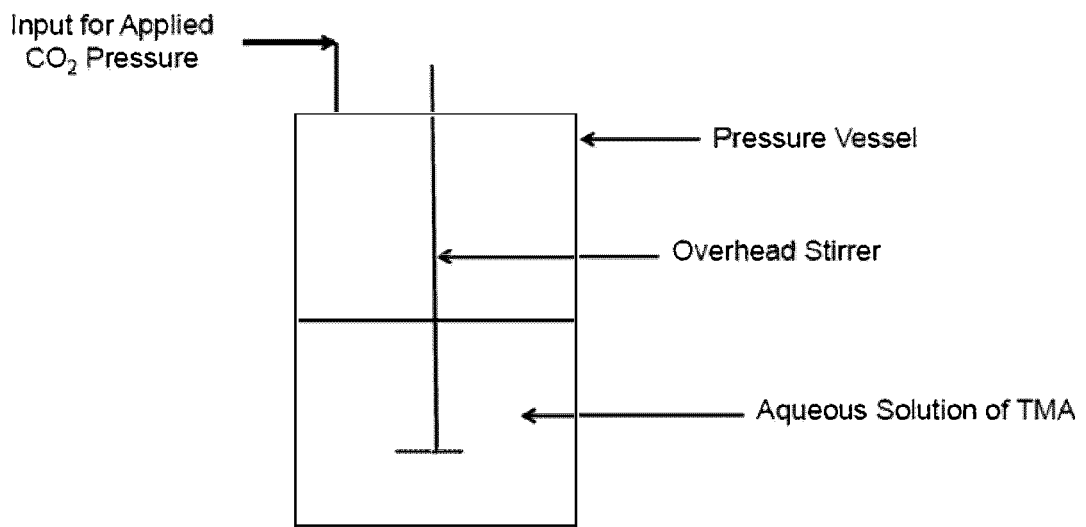 Input for Applied
CO₂ Pressure
Pressure Vessel
Overhead Stirrer
Aqueous Solution of TMA